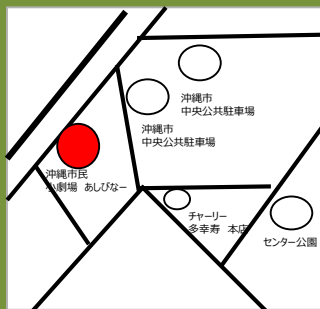 沖縄市
中央公共駐車場
沖縄市
中央公共駐車場
沖縄市民
小劇場 あしびなー
チャーリー
多幸寿 本店
センター公園